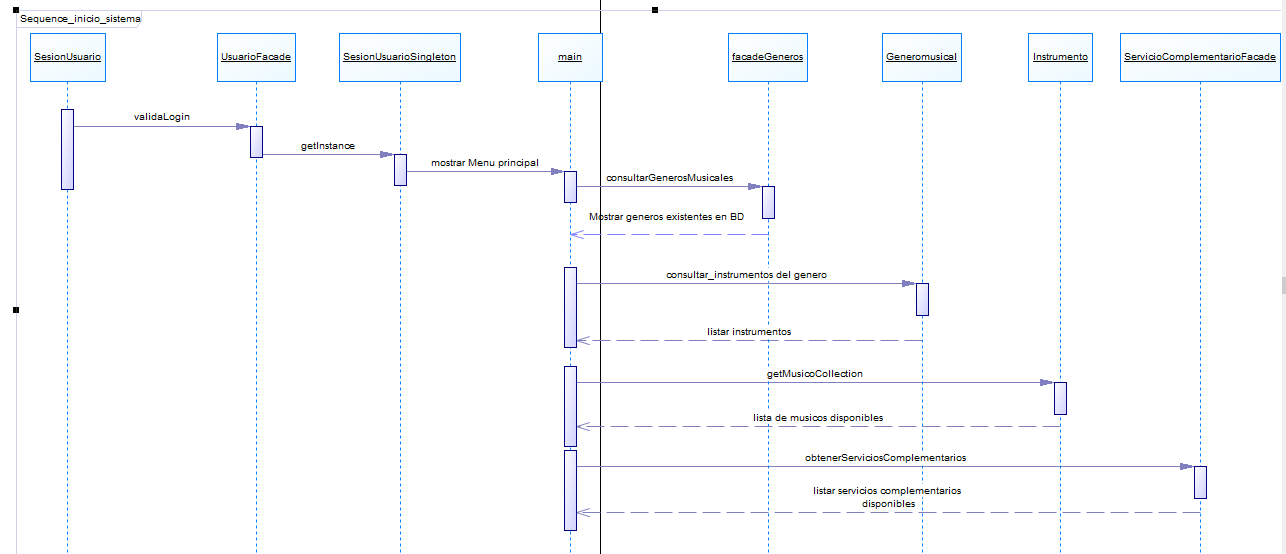 Sequence_inicio_sistema
SesionUsuario
UsuarioFacade
SesionUsuarioSingleton
main
facadeGeneros
Generomusical
Instrumento
ServicioComplementarioFacade
validaLogin
getInstance
mostrar Menu principal
consultarGenerosMusicales
Mostrar generos existentes en BD
consultar_instrumentos del genero
listar instrumentos
getMusicoCollection
lista de musicos disponibles
obtenerServiciosComplementarios
listar servicios complementarios
disponibles